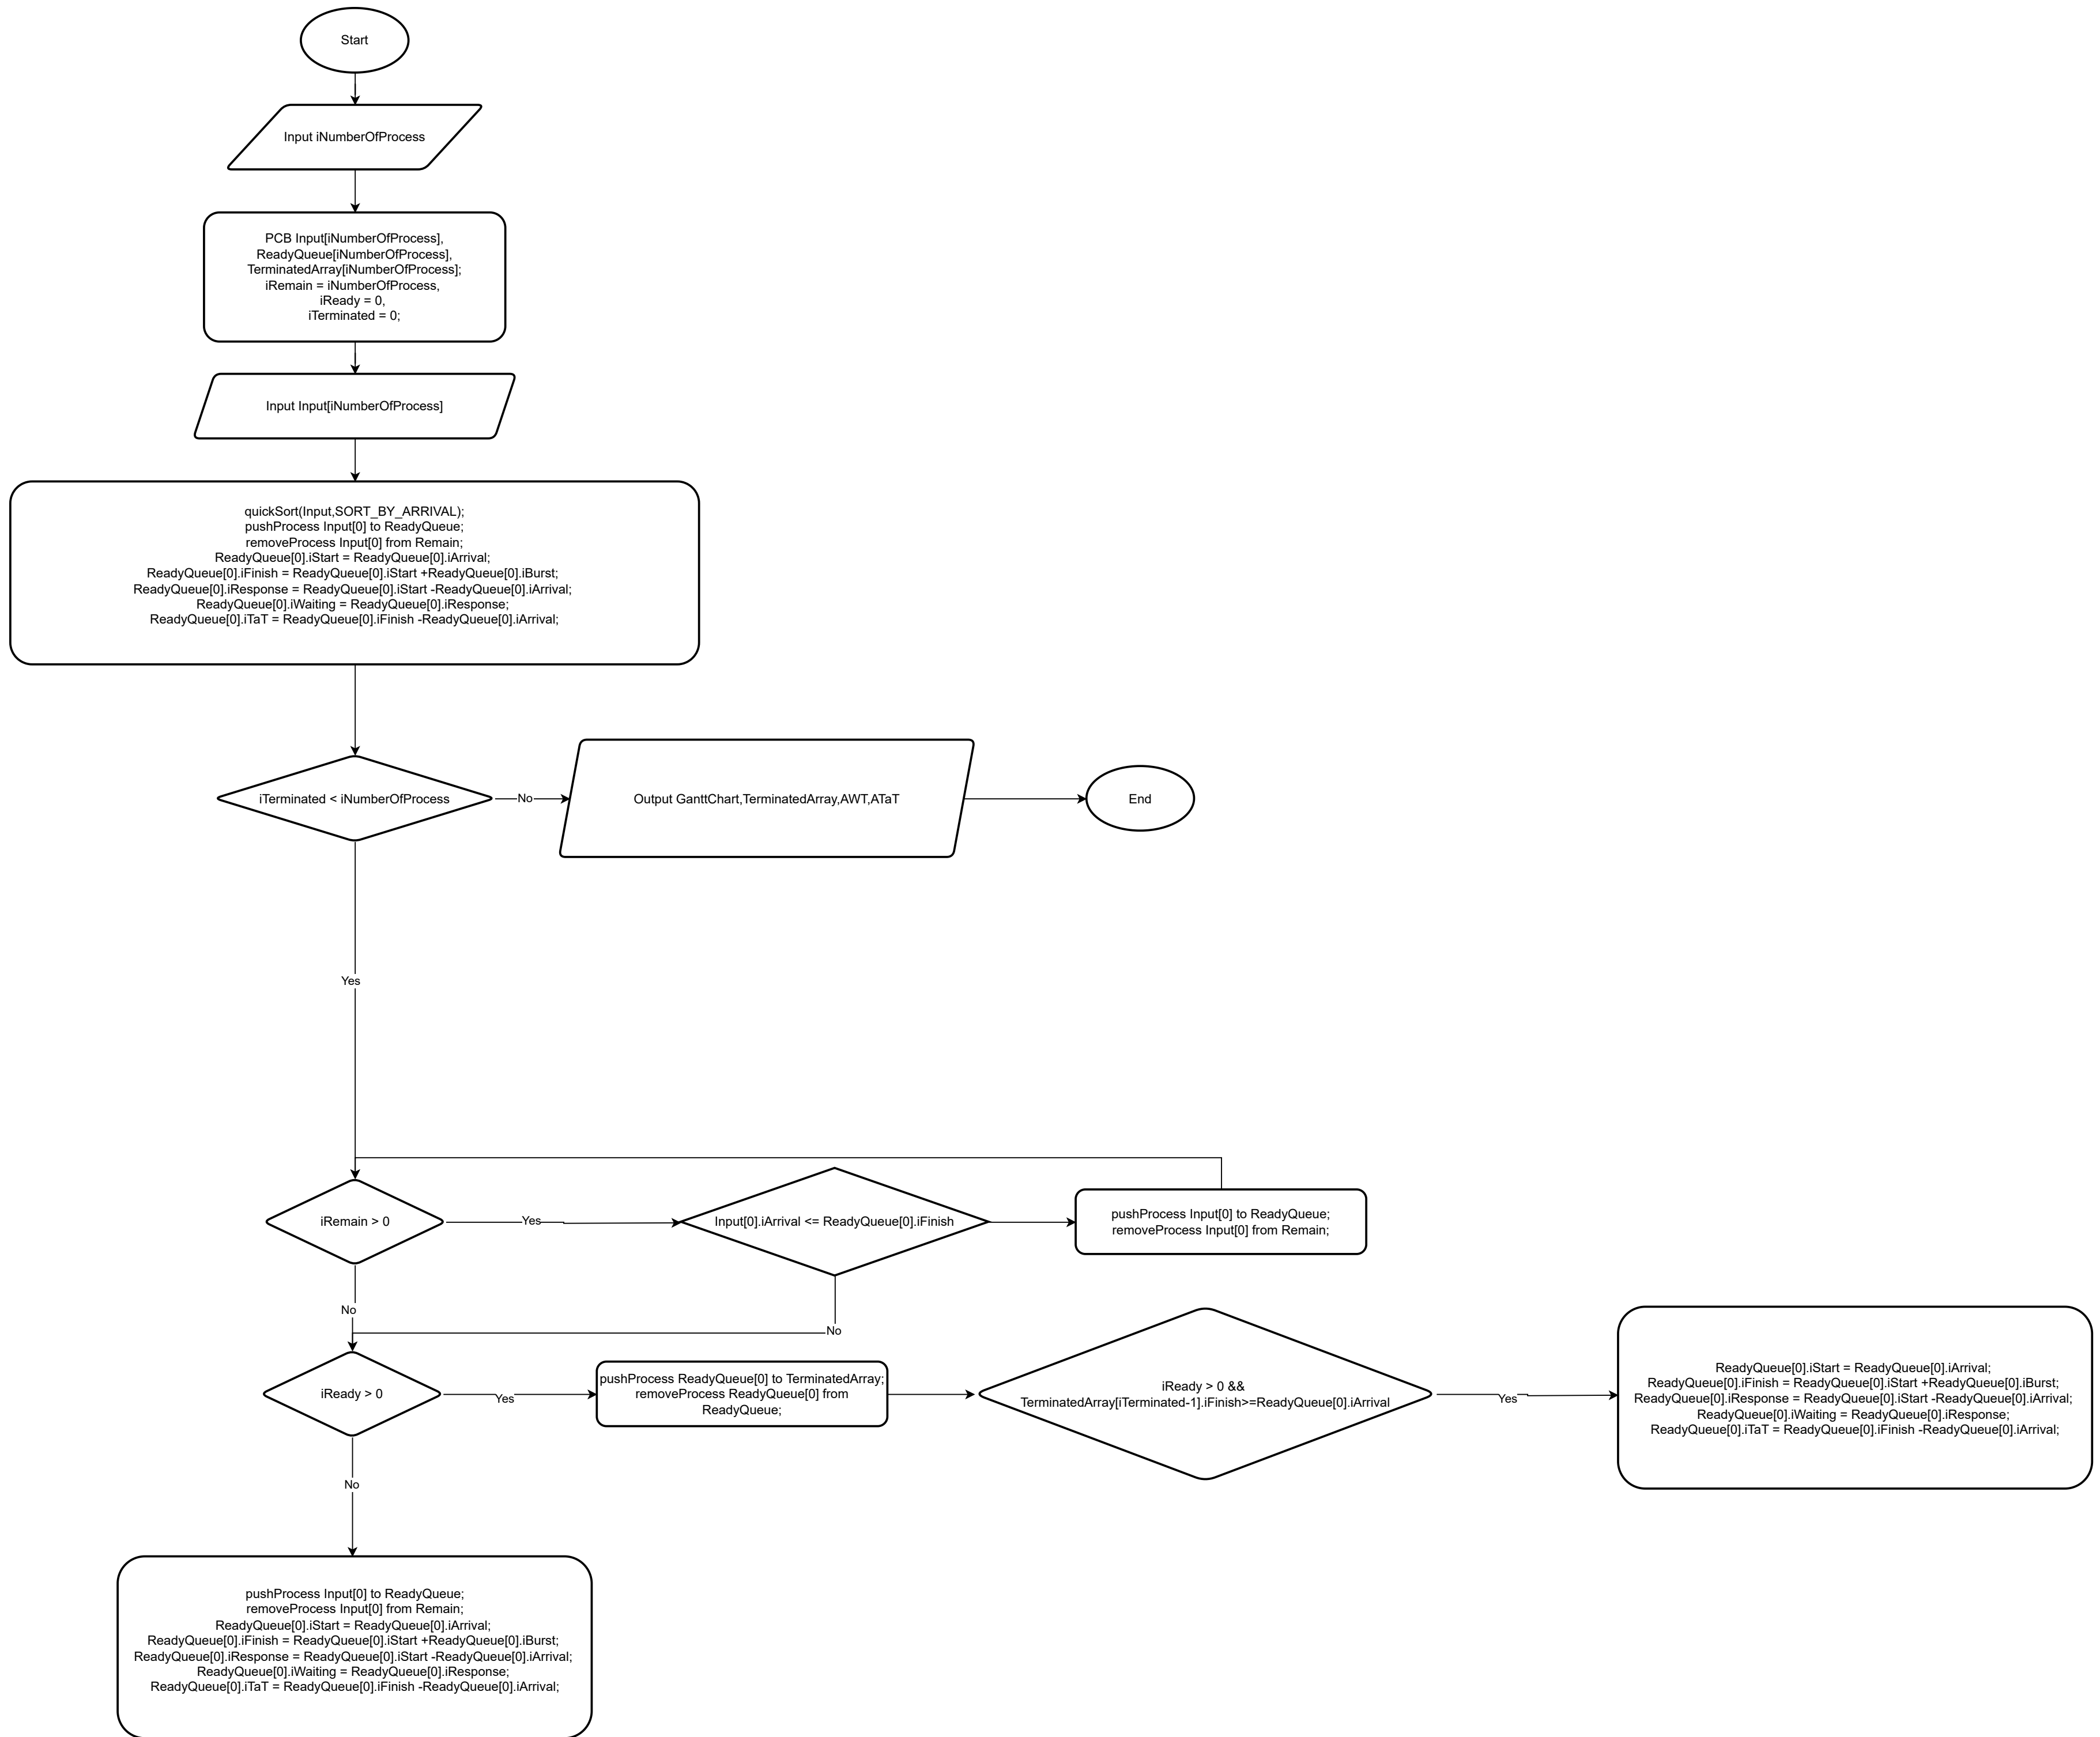 Start
Input iNumberOfProcess
PCB Input[iNumberOfProcess],
ReadyQueue[iNumberOfProcess],
TerminatedArray[iNumberOfProcess];
iRemain = iNumberOfProcess,
iReady = 0,
iTerminated = 0;
Input Input[iNumberOfProcess]
quickSort(Input,SORT_BY_ARRIVAL);
pushProcess Input[0] to ReadyQueue;
removeProcess Input[0] from Remain;
ReadyQueue[0].iStart = ReadyQueue[0].iArrival;
ReadyQueue[0].iFinish = ReadyQueue[0].iStart +ReadyQueue[0].iBurst;
ReadyQueue[0].iResponse = ReadyQueue[0].iStart -ReadyQueue[0].iArrival;
ReadyQueue[0].iWaiting = ReadyQueue[0].iResponse;
ReadyQueue[0].iTaT = ReadyQueue[0].iFinish -ReadyQueue[0].iArrival;
iTerminated < iNumberOfProcess
No
Output GanttChart,TerminatedArray,AWT,ATaT
End
Yes
iRemain > 0
Yes
Input[0].iArrival <= ReadyQueue[0].iFinish
pushProcess Input[0] to ReadyQueue;
removeProcess Input[0] from Remain;
No
No
iReady > 0
Yes
pushProcess ReadyQueue[0] to TerminatedArray;
removeProcess ReadyQueue[0] from
ReadyQueue;
iReady > 0 &&
TerminatedArray[iTerminated-1].iFinish>=ReadyQueue[0].iArrival
Yes
ReadyQueue[0].iStart = ReadyQueue[0].iArrival;
ReadyQueue[0].iFinish = ReadyQueue[0].iStart +ReadyQueue[0].iBurst;
ReadyQueue[0].iResponse = ReadyQueue[0].iStart -ReadyQueue[0].iArrival;
ReadyQueue[0].iWaiting = ReadyQueue[0].iResponse;
ReadyQueue[0].iTaT = ReadyQueue[0].iFinish -ReadyQueue[0].iArrival;
No
pushProcess Input[0] to ReadyQueue;
removeProcess Input[0] from Remain;
ReadyQueue[0].iStart = ReadyQueue[0].iArrival;
ReadyQueue[0].iFinish = ReadyQueue[0].iStart +ReadyQueue[0].iBurst;
ReadyQueue[0].iResponse = ReadyQueue[0].iStart -ReadyQueue[0].iArrival;
ReadyQueue[0].iWaiting = ReadyQueue[0].iResponse;
ReadyQueue[0].iTaT = ReadyQueue[0].iFinish -ReadyQueue[0].iArrival;